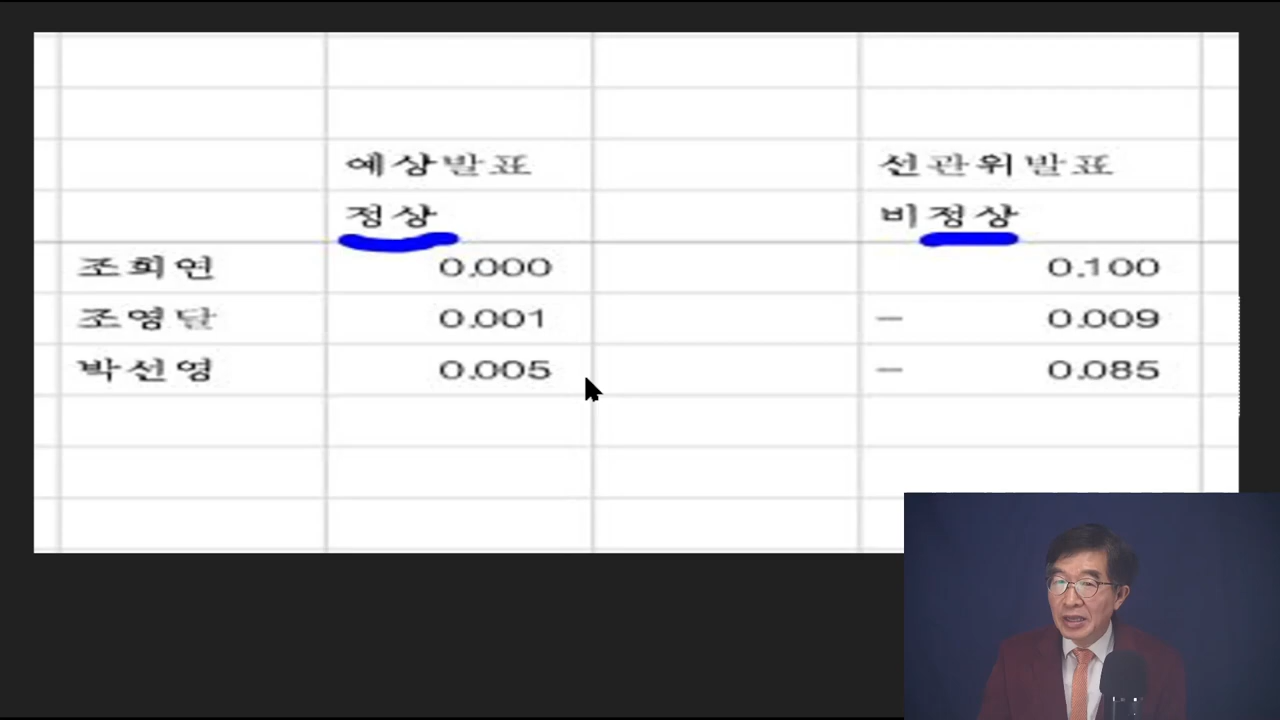 예상발표 선관위발표
정상 비정상
조희연 0.000 0.100
조영달 0.001 - 0.009
박선영 0.005 - 0.085